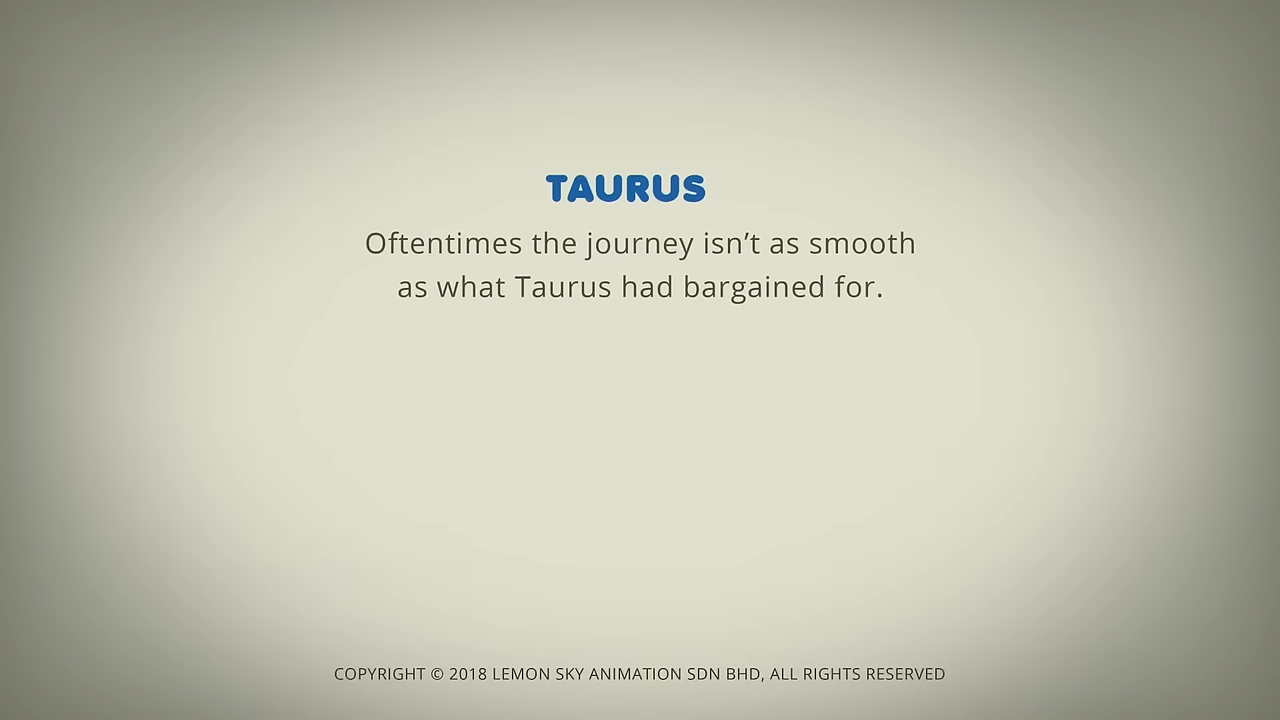 TAURUS
Oftentimes the journey isn’t as smooth
as what Taurus had bargained for.
COPYRIGHT © 2018 LEMON SKY ANIMATION SDN BHD, ALL RIGHTS RESERVED